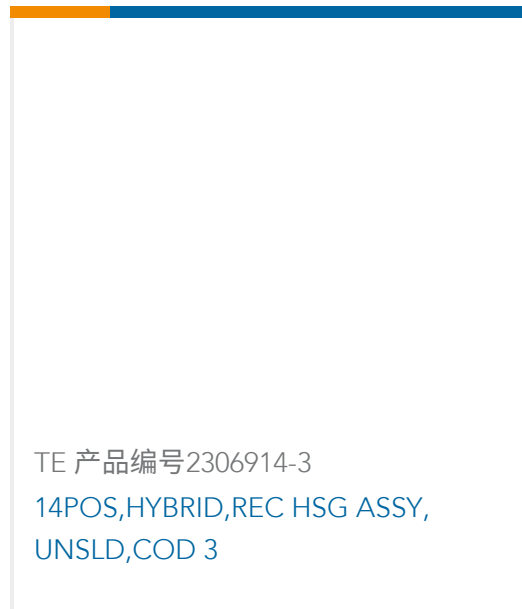 TE 产品编号2306914-3
14POS,HYBRID,REC HSG ASSY,
UNSLD,COD 3